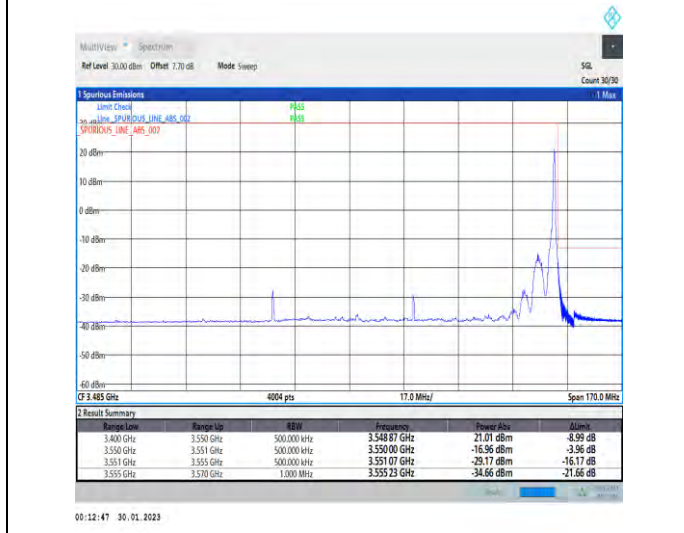 MultiView Spectrum
Ref Level 30.00 dBm Offset 7.70 dB Mode Sweep SGL
Count 30/30
1 Spurious Emissions 1 Max
Limit Check PASS
Line_SPURIOUS_LINE_ABS_002 PASS
SPURIOUS_LINE_ABS_002
20 dBm
10 dBm
0 dBm
-10 dBm
-20 dBm
-30 dBm
-40 dBm
-50 dBm
-60 dBm
CF 3.485 GHz 4004 pts 17.0 MHz/ Span 170.0 MHz
2 Result Summary
Range Low Range Up RBW Frequency Power Abs ΔLimit
3.400 GHz 3.550 GHz 500.000 kHz 3.548 87 GHz 21.01 dBm -8.99 dB
3.550 GHz 3.551 GHz 500.000 kHz 3.550 00 GHz -16.96 dBm -3.96 dB
3.551 GHz 3.555 GHz 500.000 kHz 3.551 07 GHz -29.17 dBm -16.17 dB
3.555 GHz 3.570 GHz 1.000 MHz 3.555 23 GHz -34.66 dBm -21.66 dB
00:12:47 30.01.2023